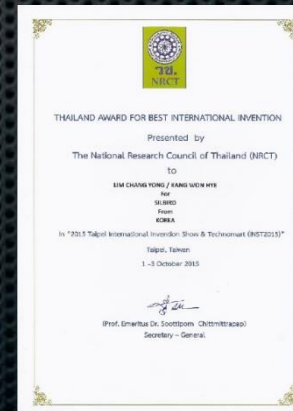 วช.
NRCT
THAILAND AWARD FOR BEST INTERNATIONAL INVENTION
Presented by
The National Research Council of Thailand (NRCT)
to
LIM CHANG YONG / KANG WON HYE
For
SILBIRD
From
KOREA
in "2015 Taipei International Invention Show & Technomart (INST2015)"
Taipei, Taiwan
1 -3 October 2015
(Prof. Emeritus Dr. Soottiporn Chittmittrapap)
Secretary – General